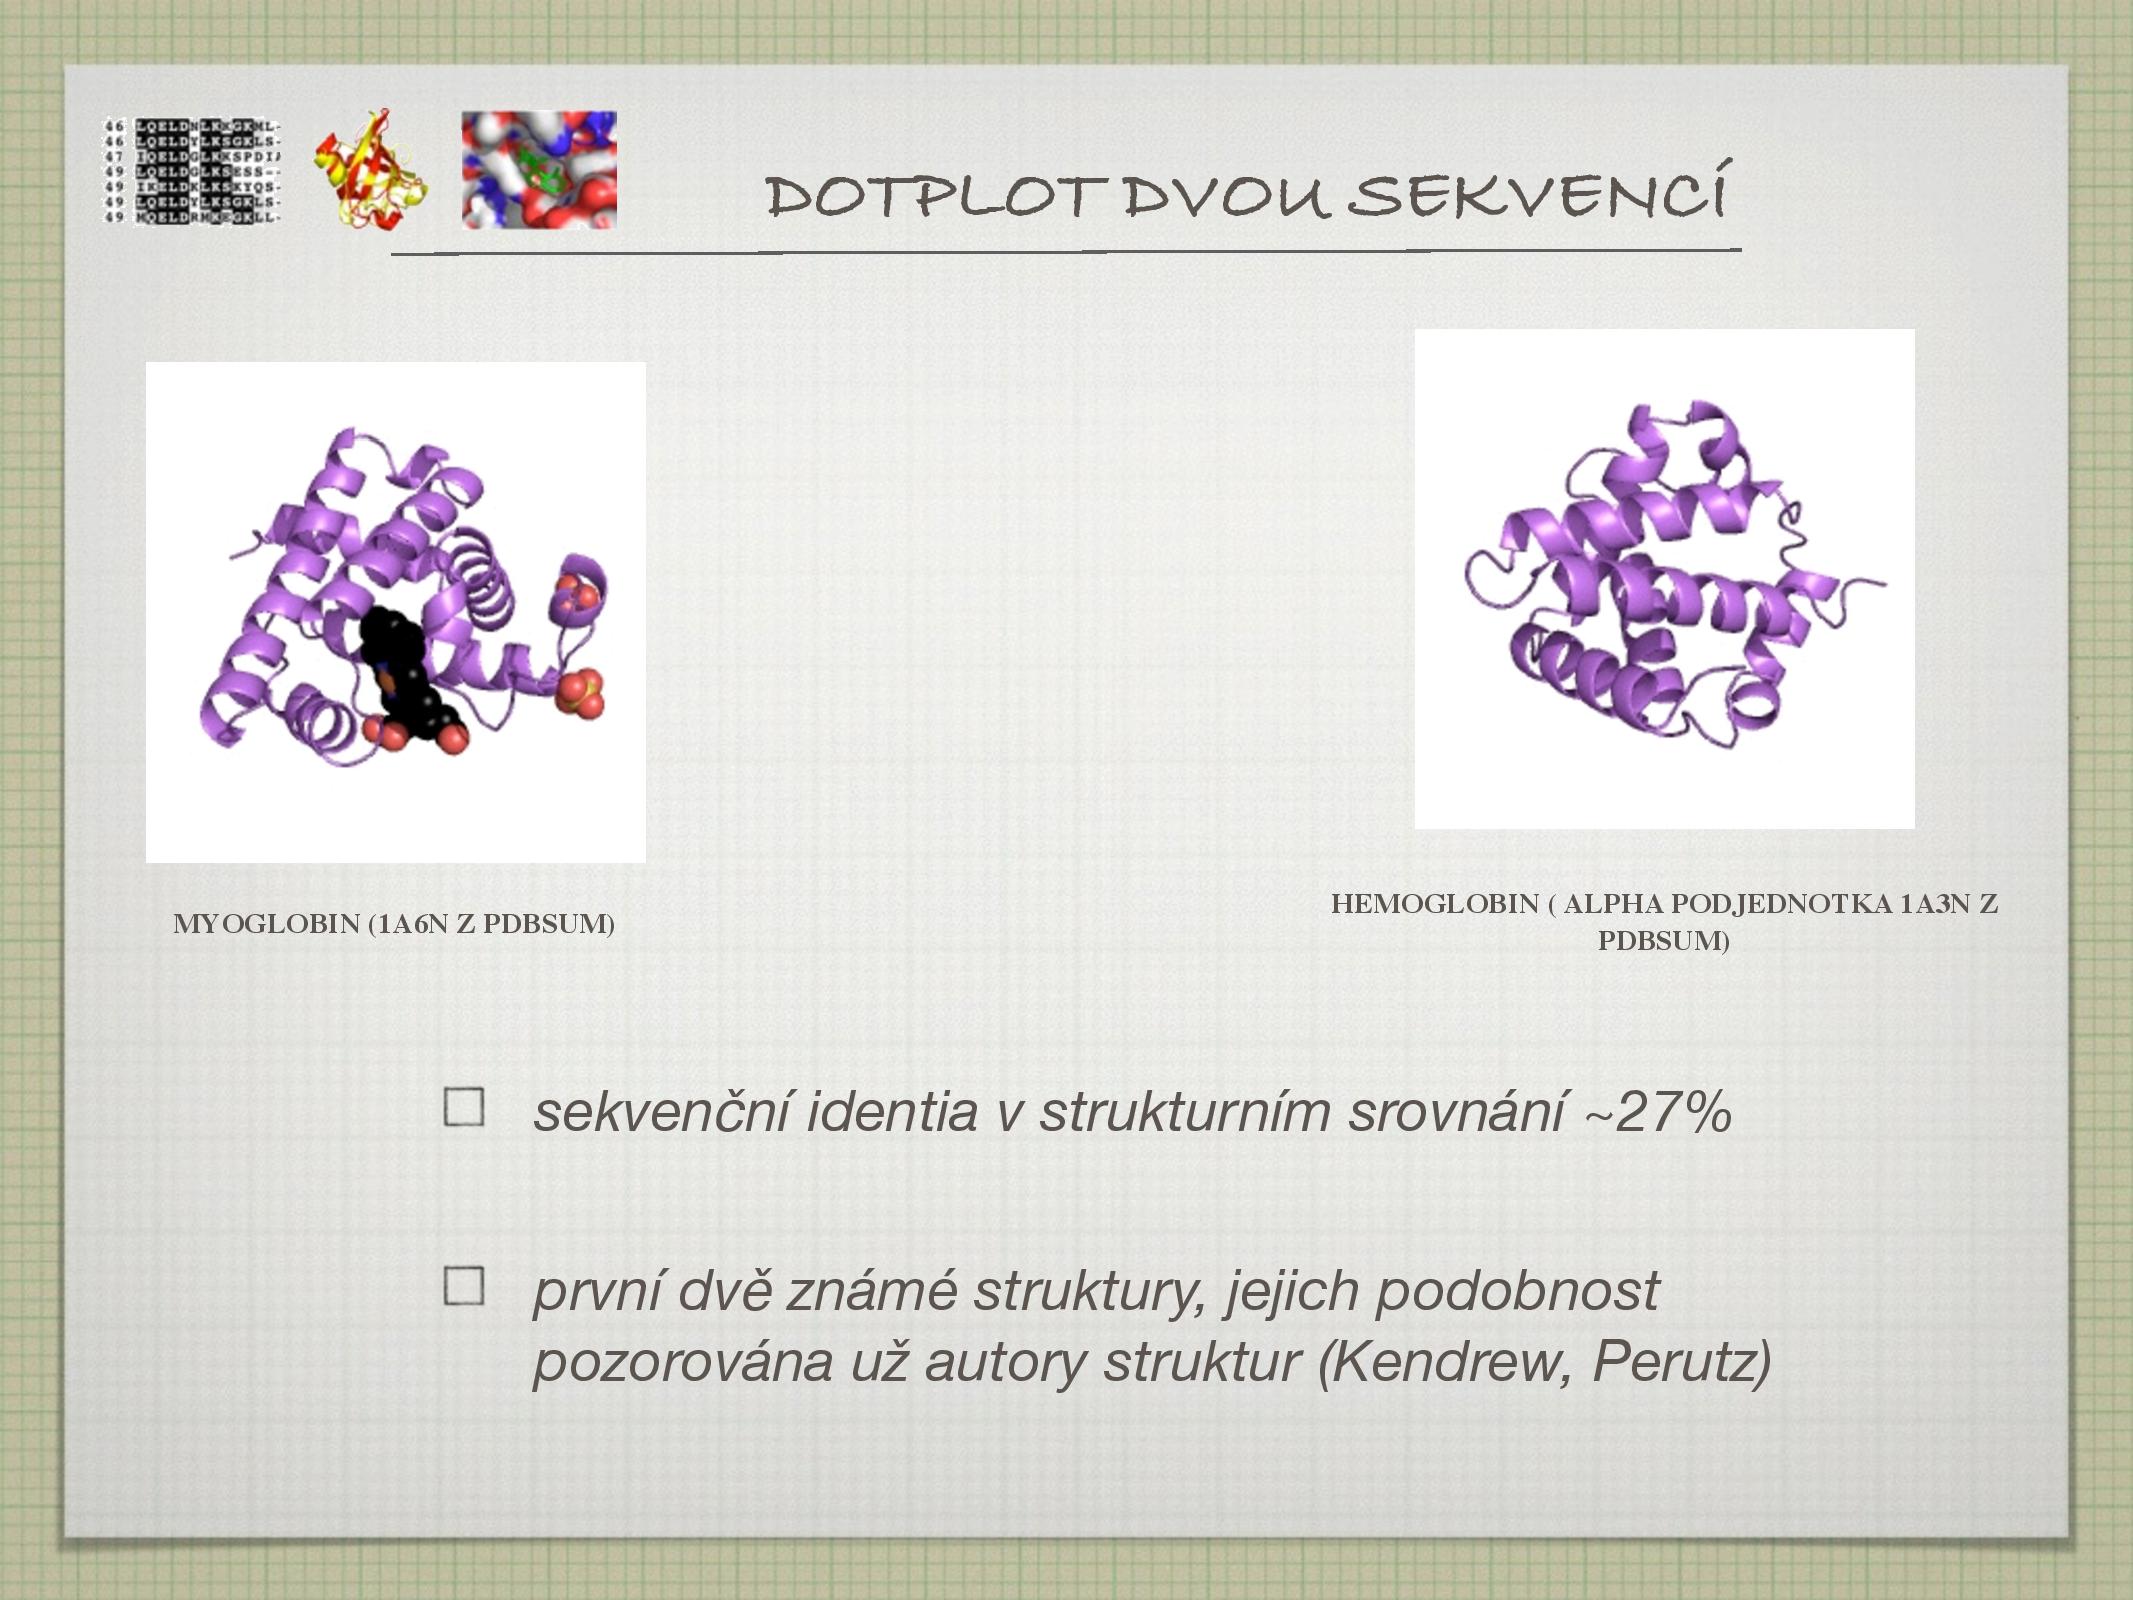 46 LQELDNLKKGKML-
46 LQELDYLKSGKLS-
47 IQELDGLKKSPDI
49 LQELDGLKSESS--
49 IKELDKLKSKYQS-
49 LQELDYLKSGKLS-
49 MQELDRMKEGKLL-
DOTPLOT DVOU SEKVENCÍ
MYOGLOBIN (1A6N Z PDBSUM)
HEMOGLOBIN ( ALPHA PODJEDNOTKA 1A3N Z
PDBSUM)
sekvenční identia v strukturním srovnání ~27%
první dvě známé struktury, jejich podobnost
pozorována už autory struktur (Kendrew, Perutz)